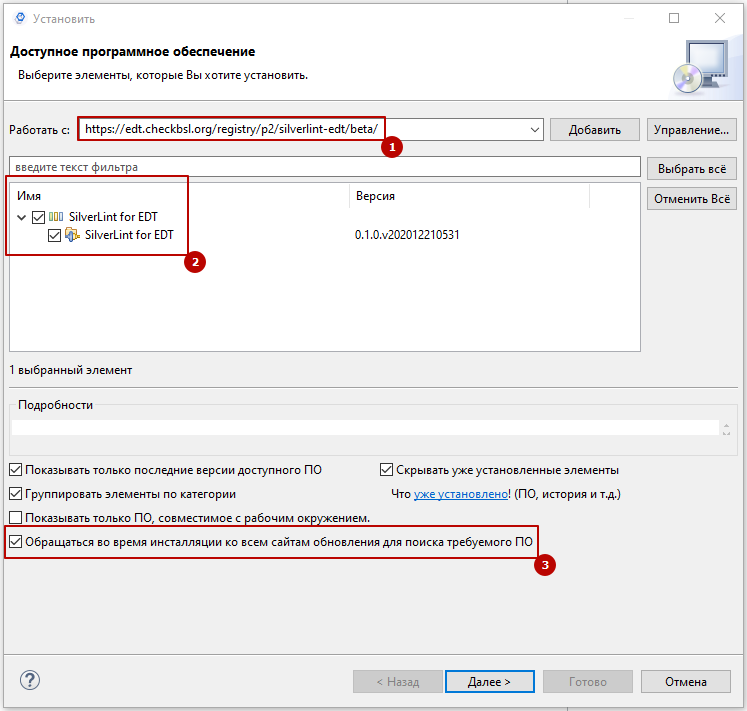 Установить
Доступное программное обеспечение
Выберите элементы, которые Вы хотите установить.
Работать с: https://edt.checkbsl.org/registry/p2/silverlint-edt/beta/ Добавить Управление...
1
введите текст фильтра Выбрать всё
Имя Версия Отменить Всё
SilverLint for EDT
SilverLint for EDT 0.1.0.v202012210531
2
1 выбранный элемент
Подробности
Показывать только последние версии доступного ПО Скрывать уже установленные элементы
Группировать элементы по категории Что уже установлено! (ПО, история и т.д.)
Показывать только ПО, совместимое с рабочим окружением.
Обращаться во время инсталляции ко всем сайтам обновления для поиска требуемого ПО
3
? < Назад Далее > Готово Отмена